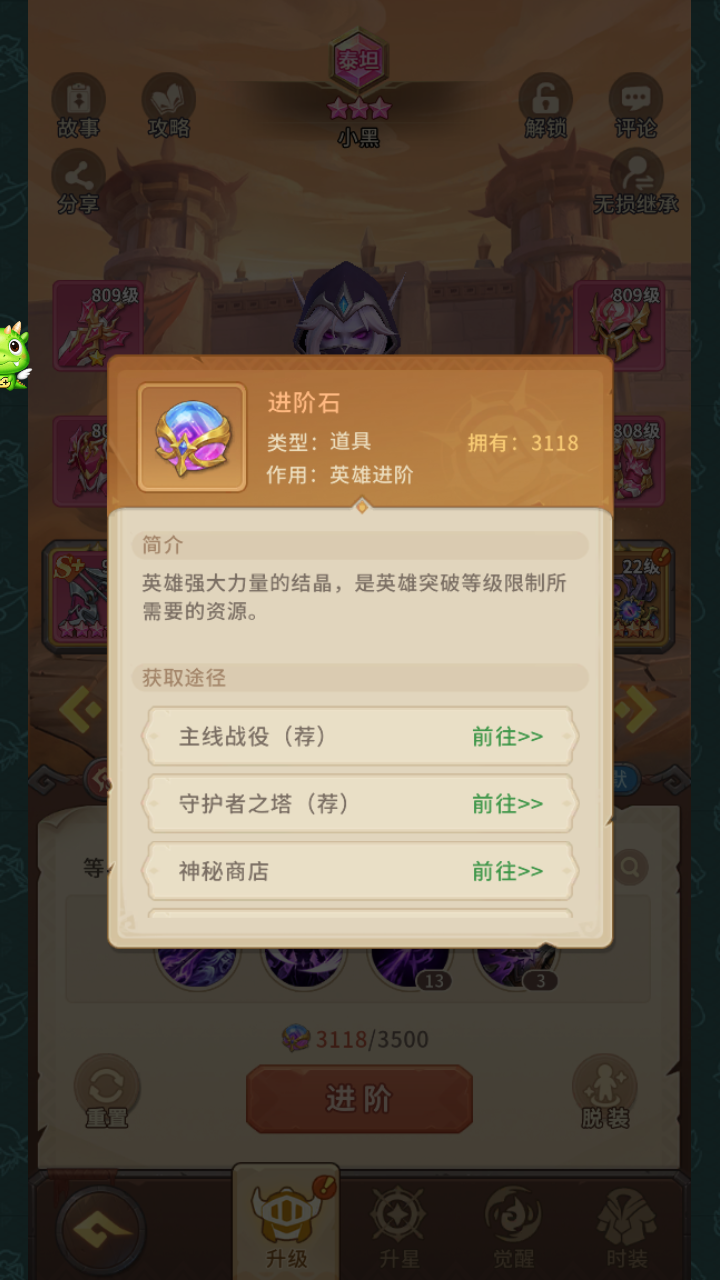 泰坦
故事
攻略
小黑
解锁
评论
分享
无损继承
809级
809级
80
808级
S+
22级
进阶石
类型：道具
拥有：3118
作用：英雄进阶
简介
英雄强大力量的结晶，是英雄突破等级限制所
需要的资源。
获取途径
主线战役（荐）
前往>>
守护者之塔（荐）
前往>>
神秘商店
前往>>
等
13
3
3118/3500
重置
进阶
脱装
升级
升星
觉醒
时装